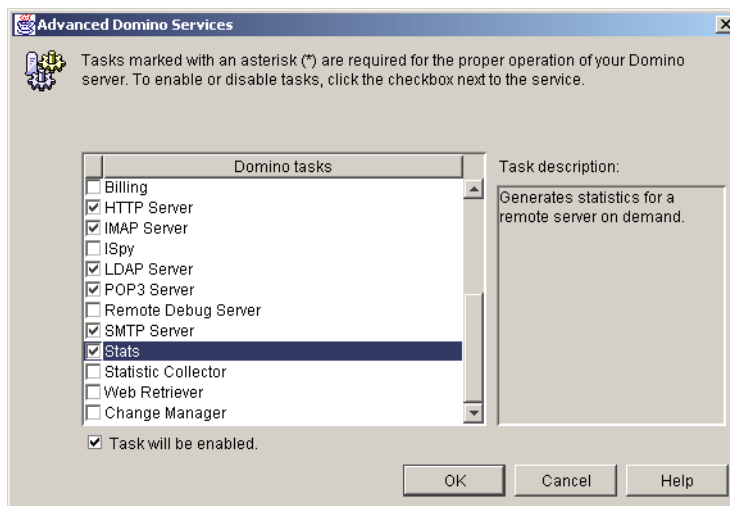 Advanced Domino Services
Tasks marked with an asterisk (*) are required for the proper operation of your Domino
server. To enable or disable tasks, click the checkbox next to the service.
Domino tasks
Billing
HTTP Server
IMAP Server
ISpy
LDAP Server
POP3 Server
Remote Debug Server
SMTP Server
Stats
Statistic Collector
Web Retriever
Change Manager
Task will be enabled.
Task description:
Generates statistics for a
remote server on demand.
OK
Cancel
Help